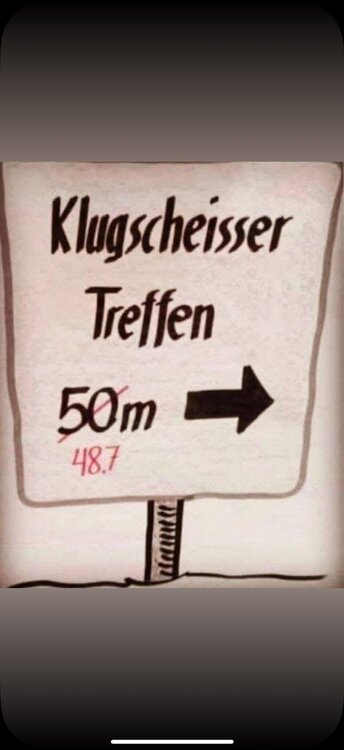 Klugscheisser
Treffen
50m
48.7